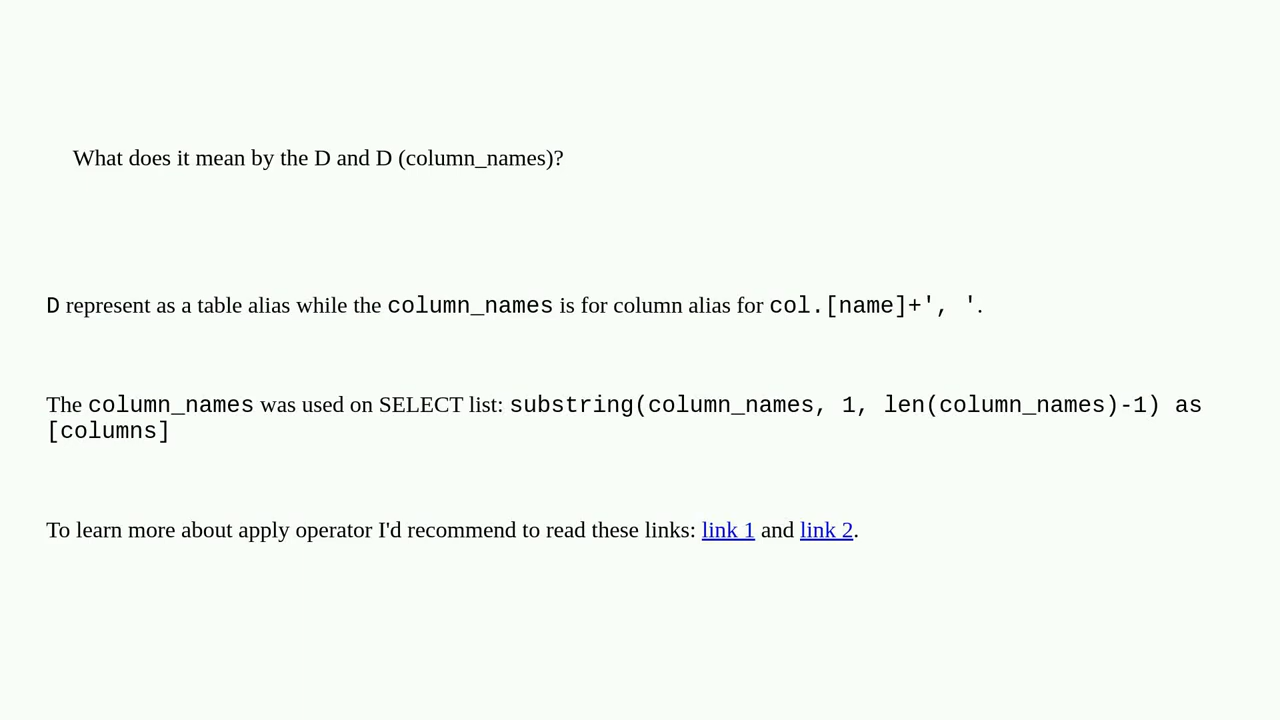 What does it mean by the D and D (column_names)?
D represent as a table alias while the column_names is for column alias for col.[name]+', '.
The column_names was used on SELECT list: substring(column_names, 1, len(column_names)-1) as
[columns]
To learn more about apply operator I'd recommend to read these links: link 1 and link 2.